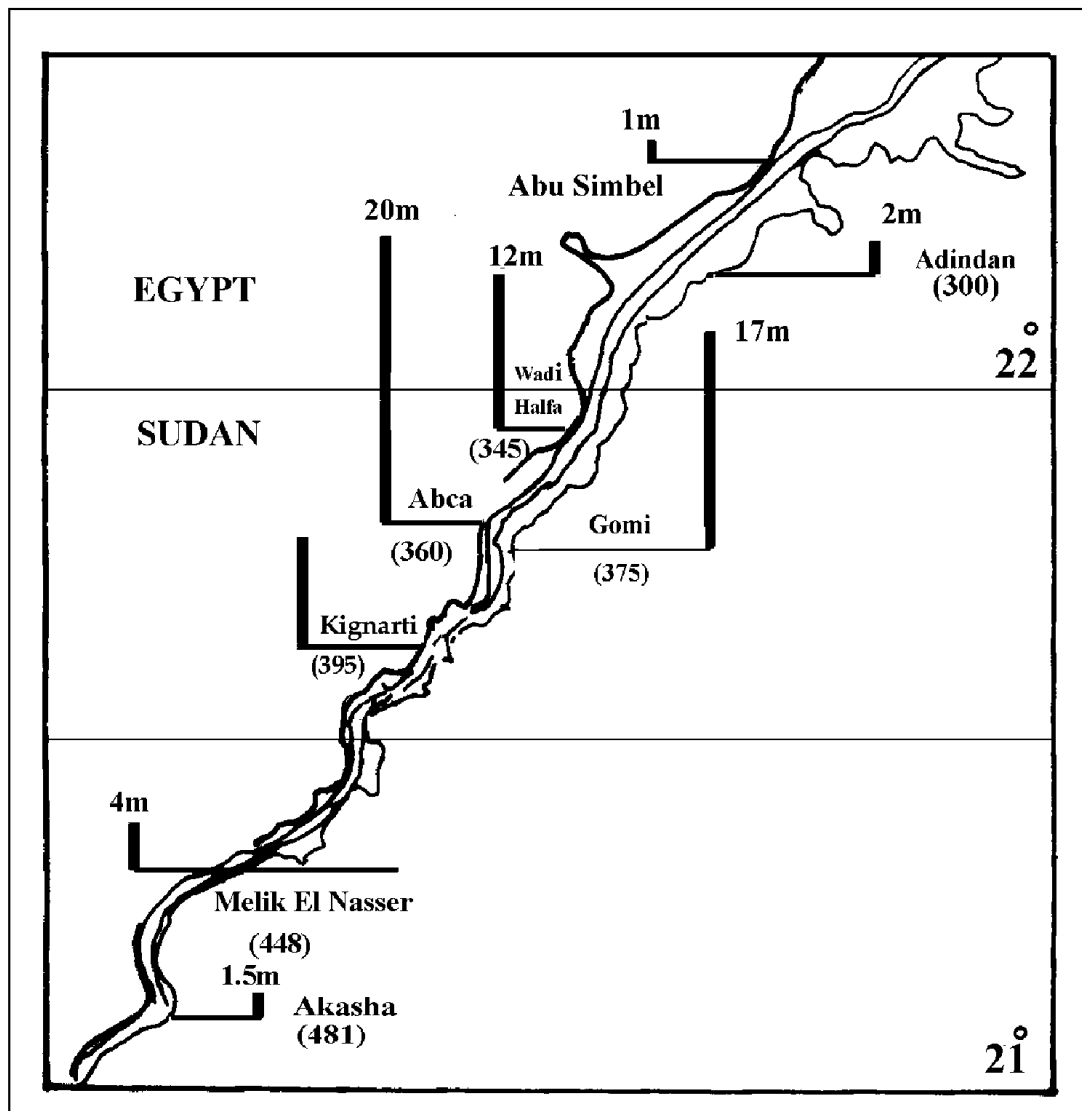 1m
Abu Simbel
20m
2m
12m
Adindan
(300)
EGYPT
17m
22°
Wadi
Halfa
SUDAN
(345)
Abca
(360)
Gomi
(375)
Kignarti
(395)
4m
Melik El Nasser
(448)
1.5m
Akasha
(481)
21°